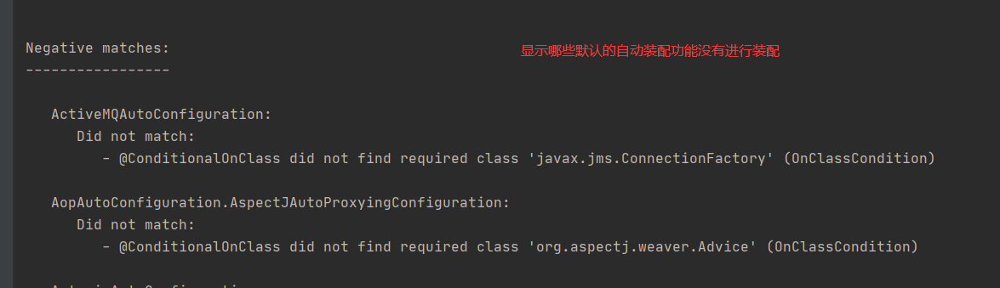 Negative matches:
显示哪些默认的自动装配功能没有进行装配
-----------------
ActiveMQAutoConfiguration:
Did not match:
- @ConditionalOnClass did not find required class 'javax.jms.ConnectionFactory' (OnClassCondition)
AopAutoConfiguration.AspectJAutoProxyingConfiguration:
Did not match:
- @ConditionalOnClass did not find required class 'org.aspectj.weaver.Advice' (OnClassCondition)